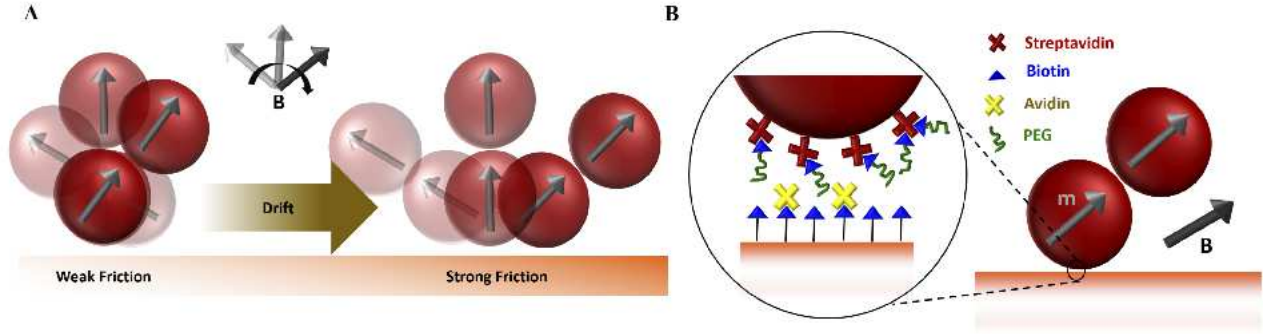 A
B
Drift
Weak Friction
Strong Friction
B
Streptavidin
Biotin
Avidin
PEG
m
B